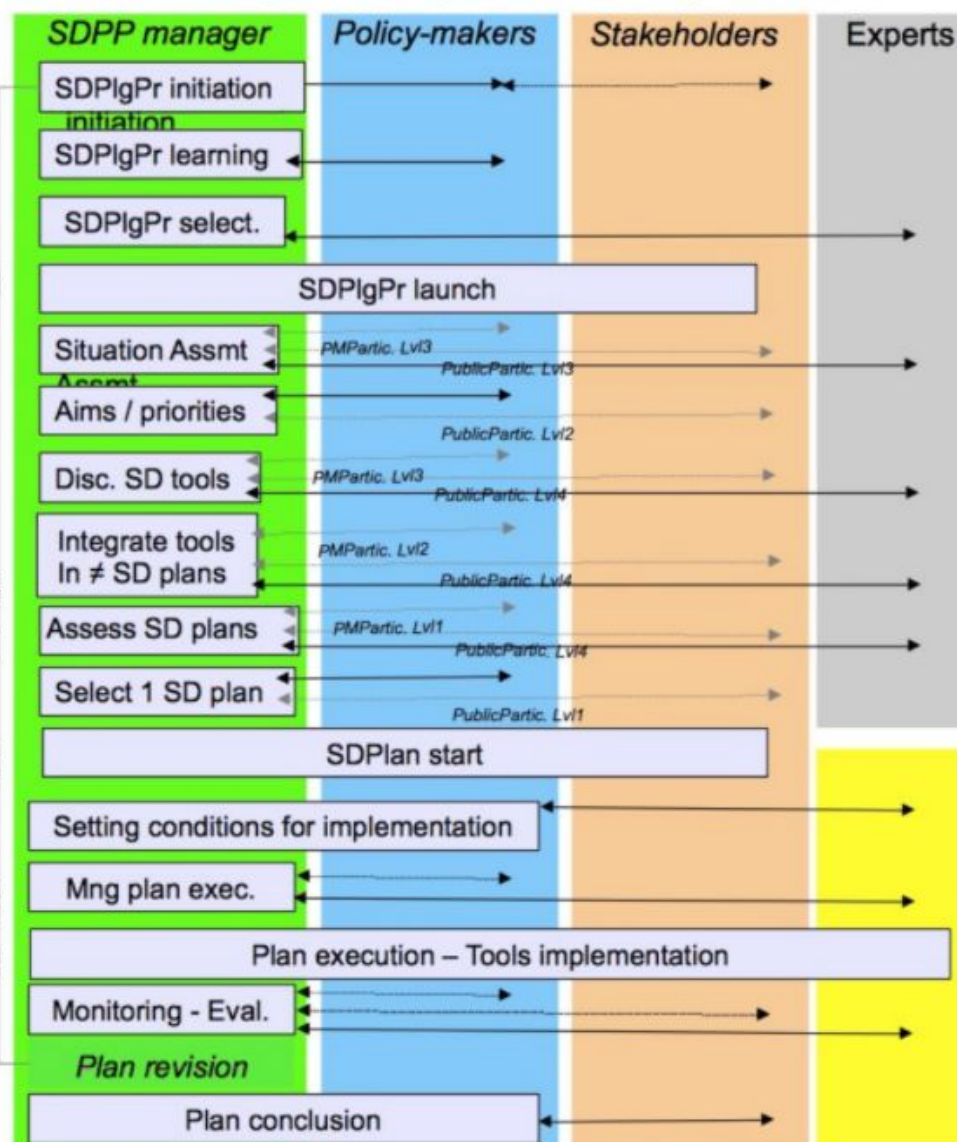 SDPP manager Policy-makers Stakeholders Experts
SDPlgPr initiation
initiation
SDPlgPr learning
SDPlgPr select.
SDPlgPr launch
Situation Assmt
Assmt
PMPartic. Lvl3
PublicPartic. Lvl3
Aims / priorities
PublicPartic. Lvl2
Disc. SD tools
PMPartic. Lvl3
PublicPartic. Lvl4
Integrate tools
In ≠ SD plans
PMPartic. Lvl2
PublicPartic. Lvl4
Assess SD plans
PMPartic. Lvl1
PublicPartic. Lvl4
Select 1 SD plan
PublicPartic. Lvl1
SDPlan start
Setting conditions for implementation
Mng plan exec.
Plan execution – Tools implementation
Monitoring - Eval.
Plan revision
Plan conclusion